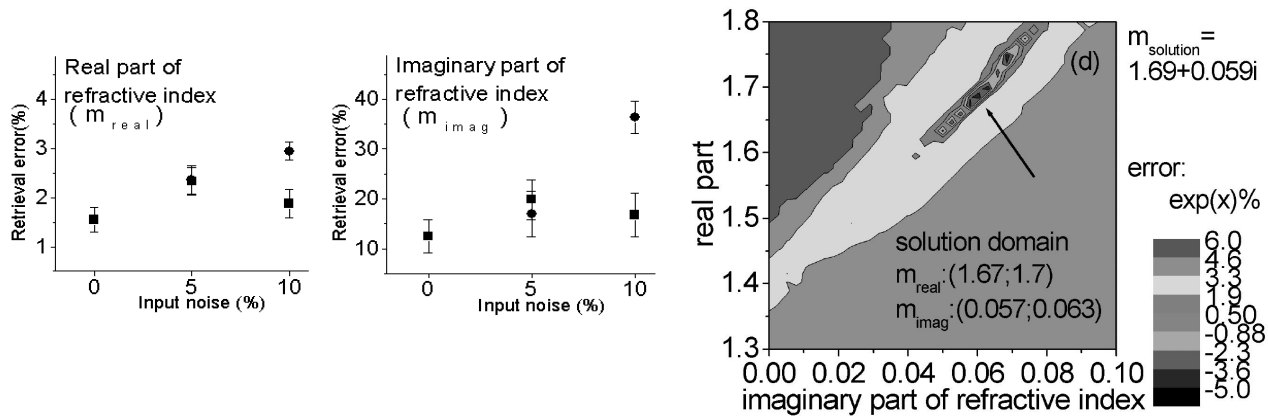 Real part of
refractive index
( m real )
Retrieval error(%)
4
3
2
1
0 5 10
Input noise (%)
Imaginary part of
refractive index
( m imag )
Retrieval error(%)
40
30
20
10
0 5 10
Input noise (%)
real part
1.8
1.7
1.6
1.5
1.4
1.3
(d)
solution domain
m real:(1.67;1.7)
m imag:(0.057;0.063)
0.00 0.02 0.04 0.06 0.08 0.10
imaginary part of refractive index
m solution=
1.69+0.059i
error:
exp(x)%
6.0
4.6
3.3
1.9
0.50
-0.88
-2.3
-3.6
-5.0